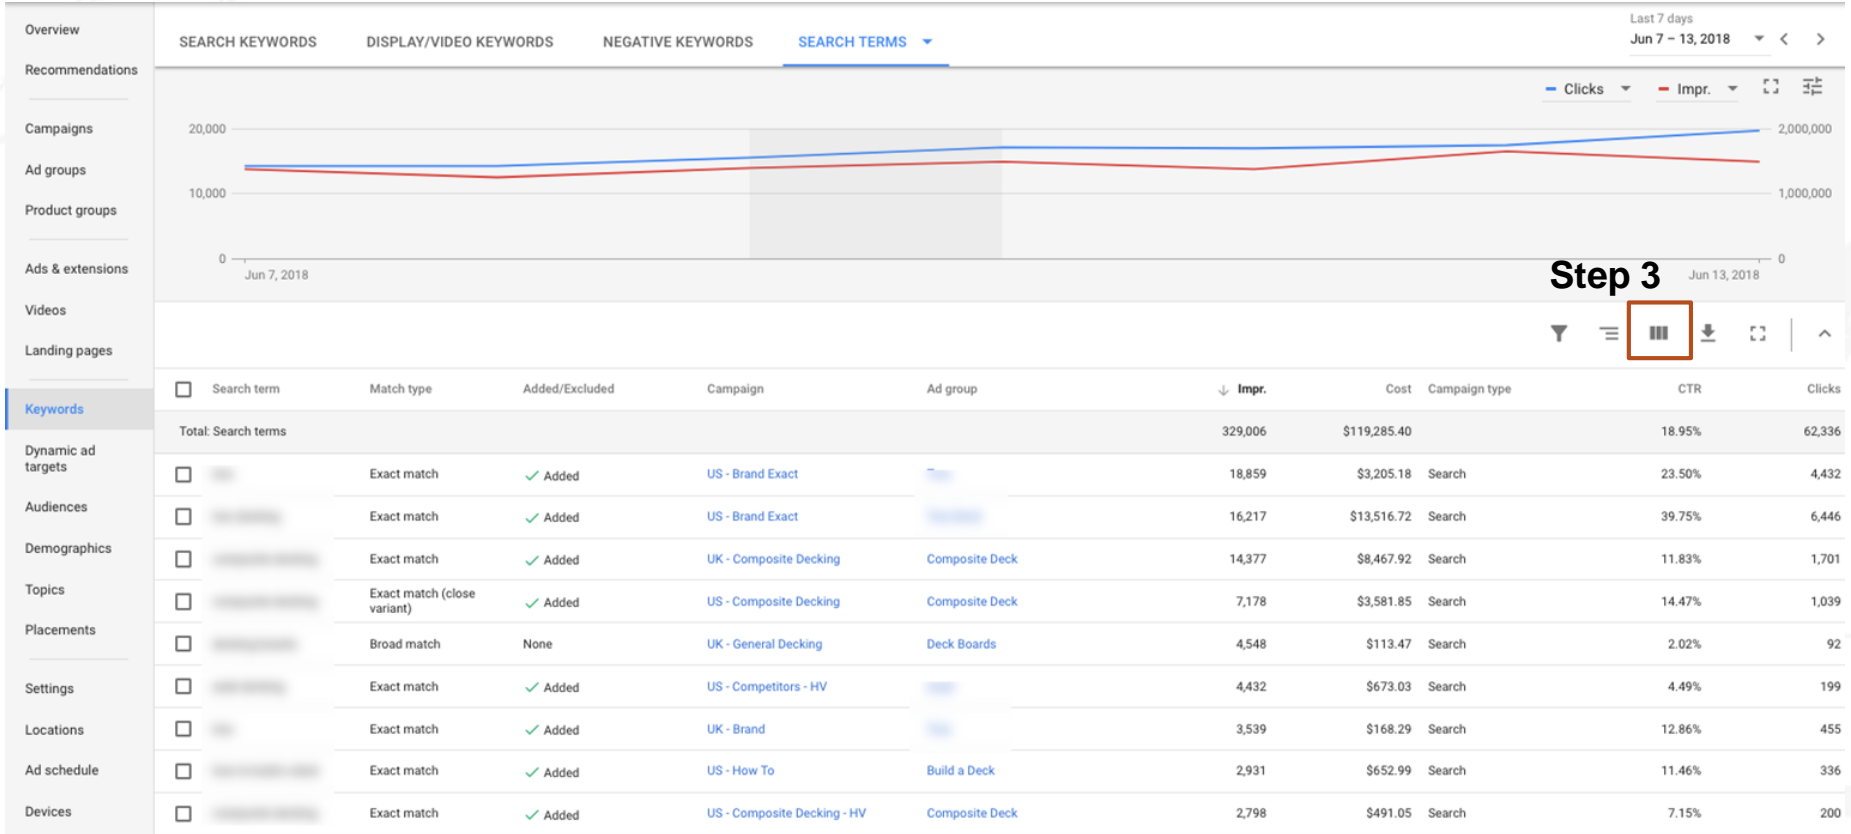 Overview
Recommendations
Campaigns
Ad groups
Product groups
Ads & extensions
Videos
Landing pages
Keywords
Dynamic ad
targets
Audiences
Demographics
Topics
Placements
Settings
Locations
Ad schedule
Devices
SEARCH KEYWORDS DISPLAY/VIDEO KEYWORDS NEGATIVE KEYWORDS SEARCH TERMS
Last 7 days
Jun 7 – 13, 2018
Clicks Impr.
20,000 2,000,000
10,000 1,000,000
0 0
Jun 7, 2018 Jun 13, 2018
Step 3
Search term Match type Added/Excluded Campaign Ad group Impr. Cost Campaign type CTR Clicks
Total: Search terms 329,006 $119,285.40 18.95% 62,336
Exact match Added US - Brand Exact 18,859 $3,205.18 Search 23.50% 4,432
Exact match Added US - Brand Exact 16,217 $13,516.72 Search 39.75% 6,446
Exact match Added UK - Composite Decking Composite Deck 14,377 $8,467.92 Search 11.83% 1,701
Exact match (close
variant) Added US - Composite Decking Composite Deck 7,178 $3,581.85 Search 14.47% 1,039
Broad match None UK - General Decking Deck Boards 4,548 $113.47 Search 2.02% 92
Exact match Added US - Competitors - HV 4,432 $673.03 Search 4.49% 199
Exact match Added UK - Brand 3,539 $168.29 Search 12.86% 455
Exact match Added US - How To Build a Deck 2,931 $652.99 Search 11.46% 336
Exact match Added US - Composite Decking - HV Composite Deck 2,798 $491.05 Search 7.15% 200